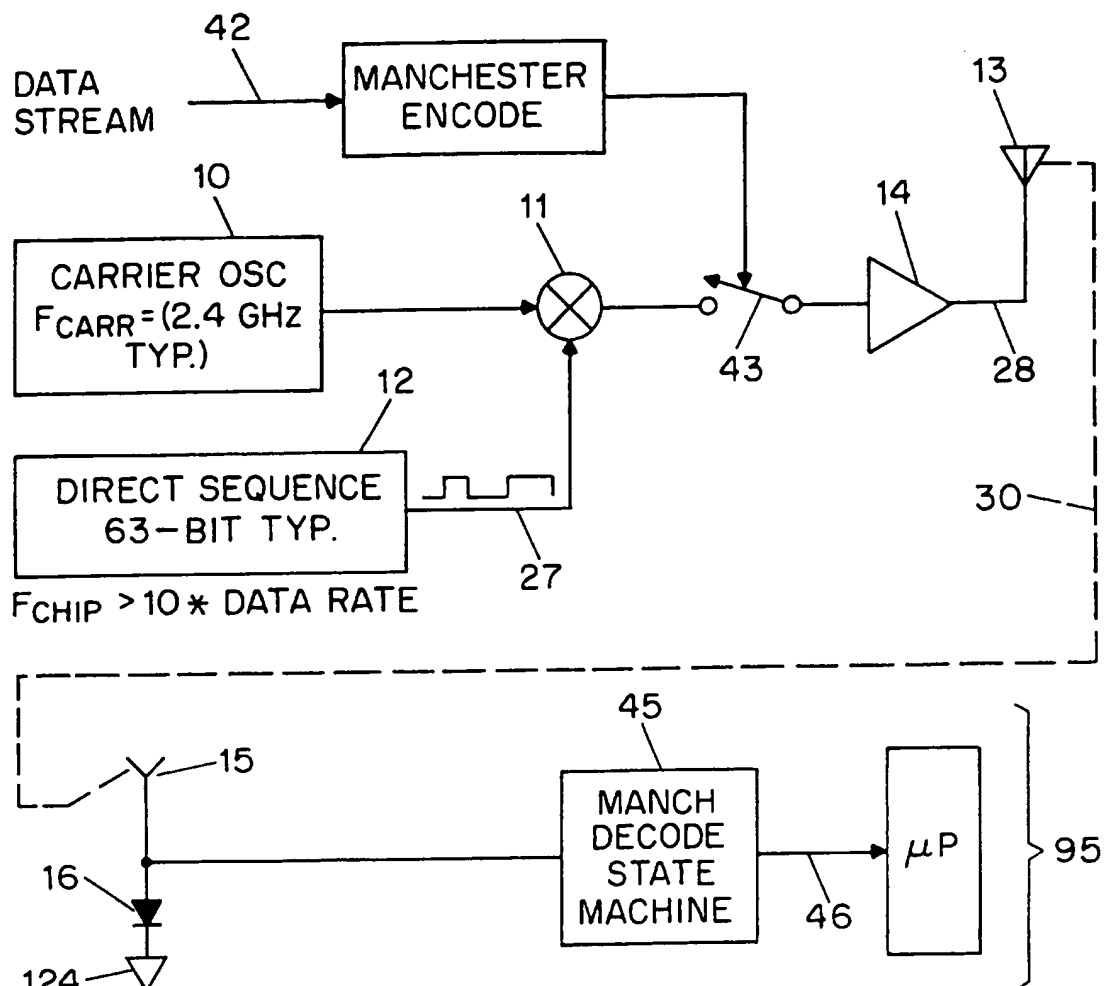 42
DATA
STREAM
MANCHESTER
ENCODE
13
10
CARRIER OSC
FCARR=(2.4 GHz
TYP.)
11
14
43
28
12
DIRECT SEQUENCE
63-BIT TYP.
27
30
FCHIP >10* DATA RATE
15
45
MANCH
DECODE
STATE
MACHINE
46
μP
95
16
124